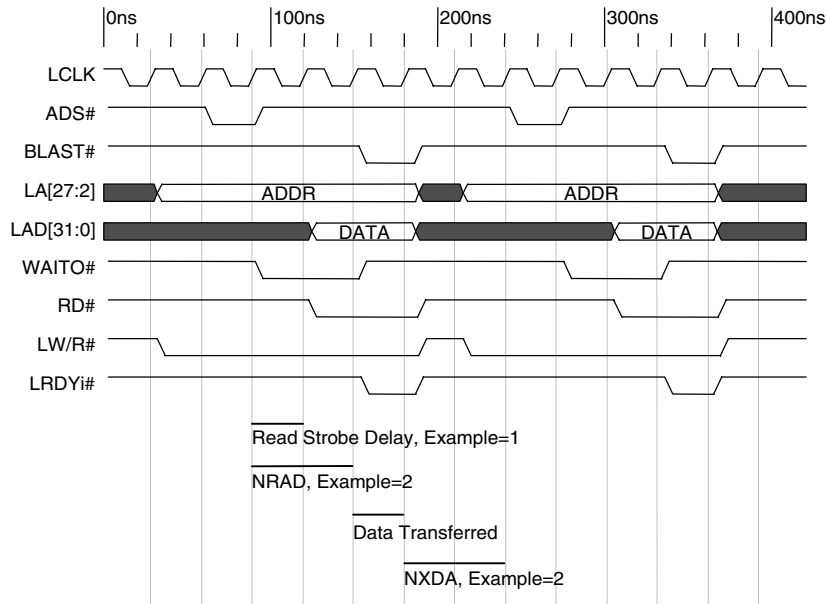 0ns 100ns 200ns 300ns 400ns
LCLK
ADS#
BLAST#
LA[27:2] ADDR ADDR
LAD[31:0] DATA DATA
WAITO#
RD#
LW/R#
LRDYi#
Read Strobe Delay, Example=1
NRAD, Example=2
Data Transferred
NXDA, Example=2